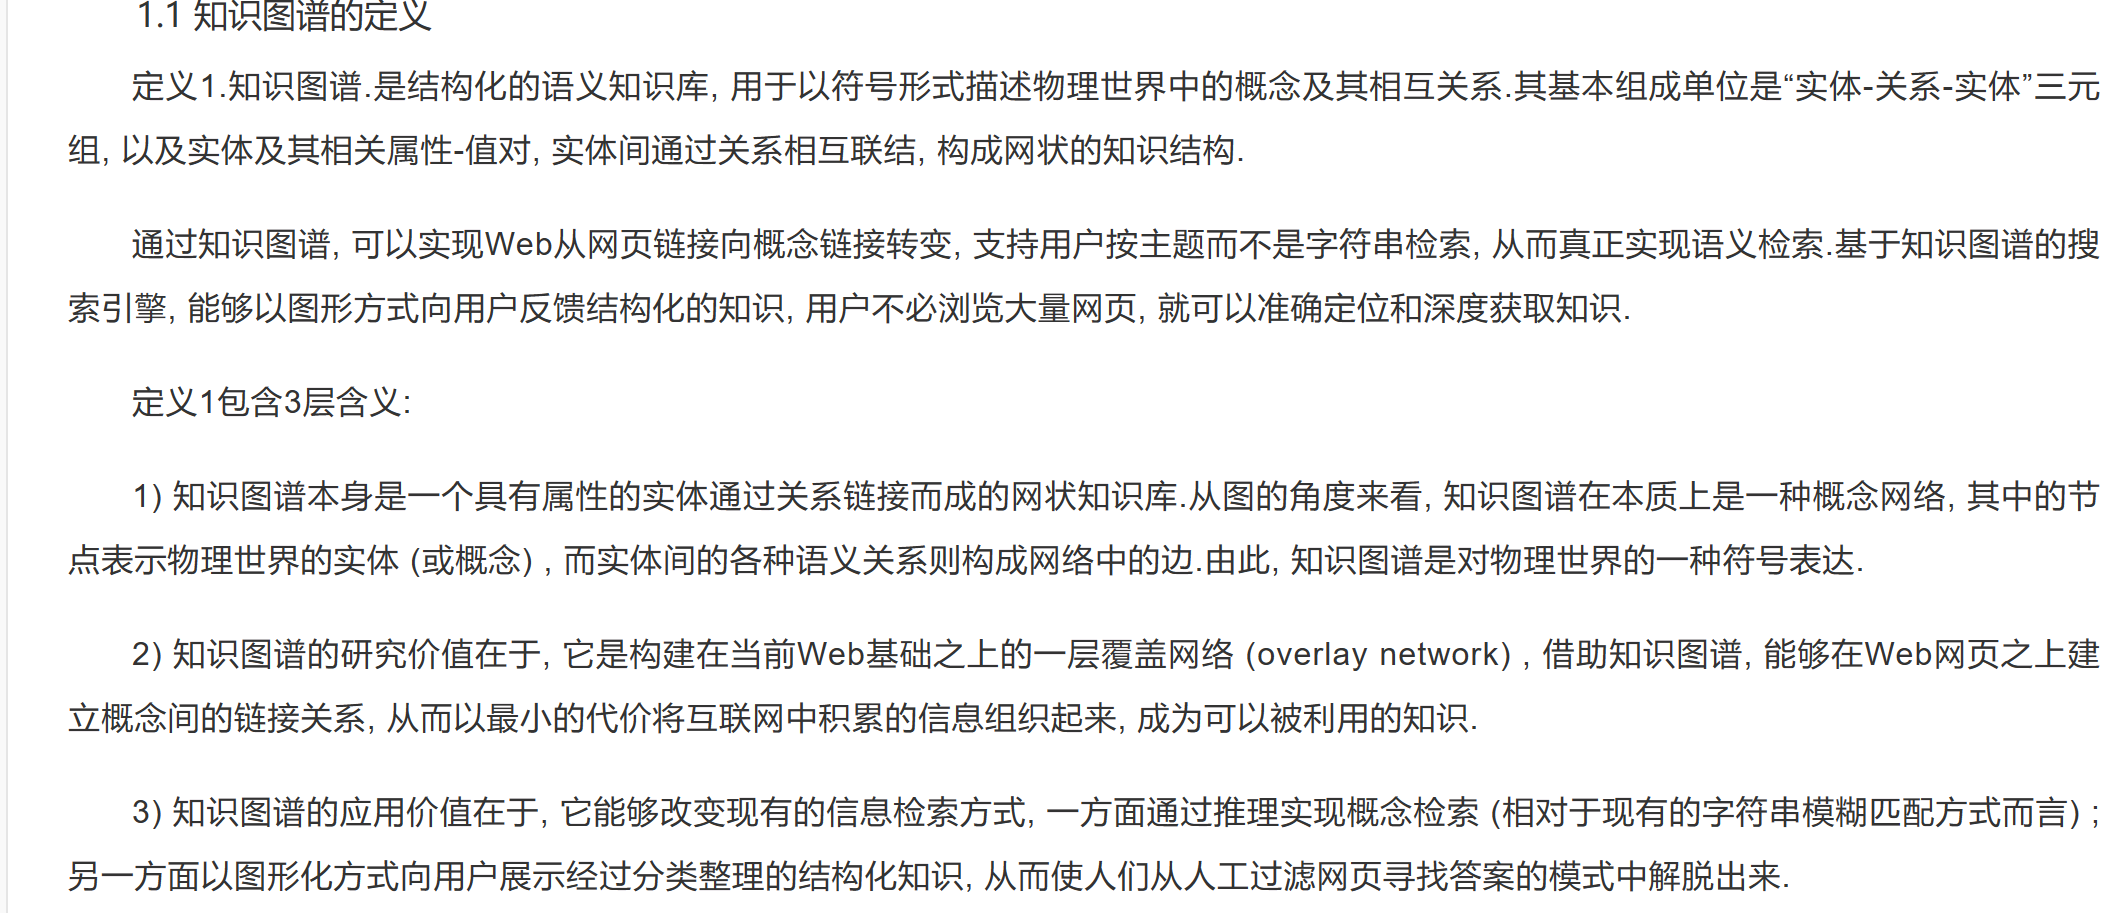 1.1 知识图谱的定义
定义1.知识图谱.是结构化的语义知识库, 用于以符号形式描述物理世界中的概念及其相互关系.其基本组成单位是“实体-关系-实体”三元
组, 以及实体及其相关属性-值对, 实体间通过关系相互联结, 构成网状的知识结构.
通过知识图谱, 可以实现Web从网页链接向概念链接转变, 支持用户按主题而不是字符串检索, 从而真正实现语义检索.基于知识图谱的搜
索引擎, 能够以图形方式向用户反馈结构化的知识, 用户不必浏览大量网页, 就可以准确定位和深度获取知识.
定义1包含3层含义:
1) 知识图谱本身是一个具有属性的实体通过关系链接而成的网状知识库.从图的角度来看, 知识图谱在本质上是一种概念网络, 其中的节
点表示物理世界的实体 (或概念) , 而实体间的各种语义关系则构成网络中的边.由此, 知识图谱是对物理世界的一种符号表达.
2) 知识图谱的研究价值在于, 它是构建在当前Web基础之上的一层覆盖网络 (overlay network) , 借助知识图谱, 能够在Web网页之上建
立概念间的链接关系, 从而以最小的代价将互联网中积累的信息组织起来, 成为可以被利用的知识.
3) 知识图谱的应用价值在于, 它能够改变现有的信息检索方式, 一方面通过推理实现概念检索 (相对于现有的字符串模糊匹配方式而言) ;
另一方面以图形化方式向用户展示经过分类整理的结构化知识, 从而使人们从人工过滤网页寻找答案的模式中解脱出来.